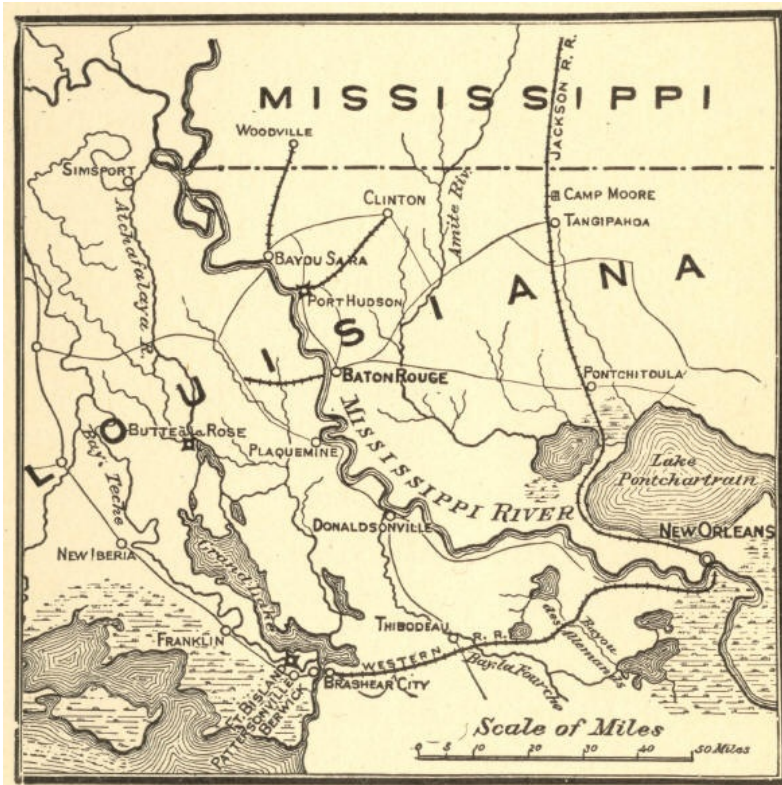 MISSISSIPPI
JACKSON R. R.
WOODVILLE
SIMSPORT
Atchafalaya R.
CLINTON
Amite Riv.
CAMP MOORE
TANGIPAHOA
BAYOU SARA
PORT HUDSON
LOUISIANA
BATON ROUGE
PONTCHITOULA
BUTTE à la ROSE
Bay. Teche
PLAQUEMINE
MISSISSIPPI RIVER
Lake
Pontchartrain
DONALDSONVILLE
NEW ORLEANS
NEW IBERIA
Grand Lake
FRANKLIN
THIBODEAU
Bayou
des Allemands
WESTERN R. R.
Bay. la Fourche
FT. BISLAND
PATTERSONVILLE
BERWICK
BRASHEAR CITY
Scale of Miles
0 5 10 20 30 40 50 Miles